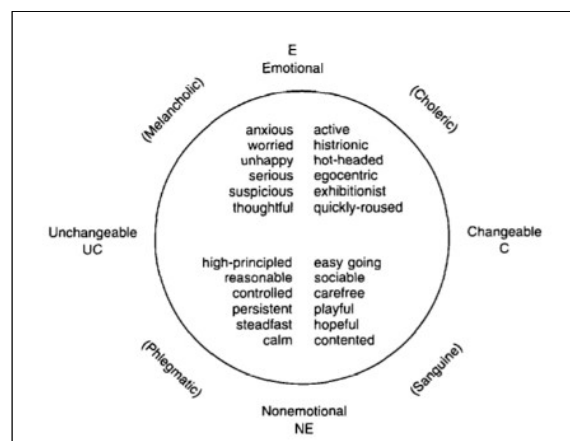 E
Emotional
(Melancholic)
(Choleric)
anxious active
worried histrionic
unhappy hot-headed
serious egocentric
suspicious exhibitionist
thoughtful quickly-roused
Unchangeable
UC
Changeable
C
high-principled easy going
reasonable sociable
controlled carefree
persistent playful
steadfast hopeful
calm contented
(Phlegmatic)
(Sanguine)
Nonemotional
NE